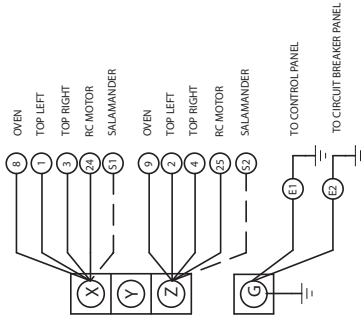 8 OVEN
1 TOP LEFT
3 TOP RIGHT
24 RC MOTOR
S1 SALAMANDER
9 OVEN
2 TOP LEFT
4 TOP RIGHT
25 RC MOTOR
S2 SALAMANDER
E1 TO CONTROL PANEL
E2 TO CIRCUIT BREAKER PANEL
X
Y
Z
G